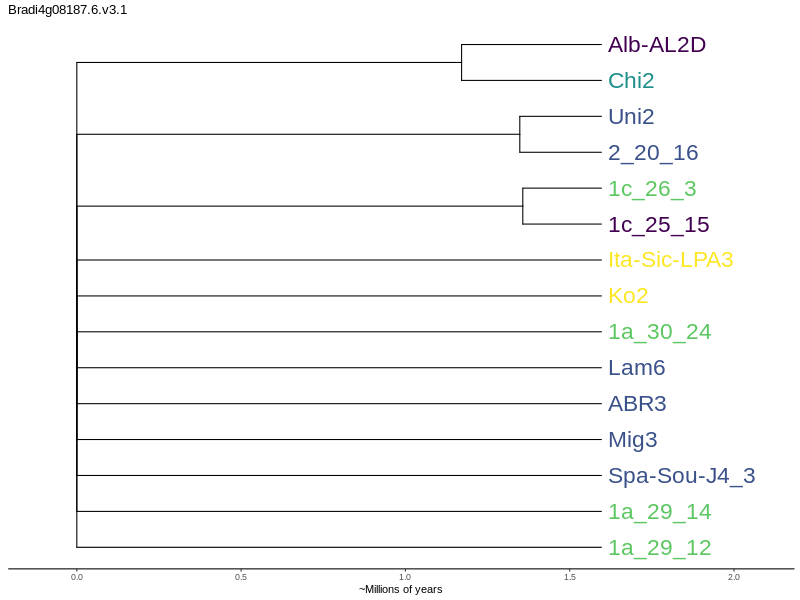 Bradi4g08187.6.v3.1
Alb-AL2D
Chi2
Uni2
2_20_16
1c_26_3
1c_25_15
Ita-Sic-LPA3
Ko2
1a_30_24
Lam6
ABR3
Mig3
Spa-Sou-J4_3
1a_29_14
1a_29_12
0.0 0.5 1.0 1.5 2.0
~Millions of years